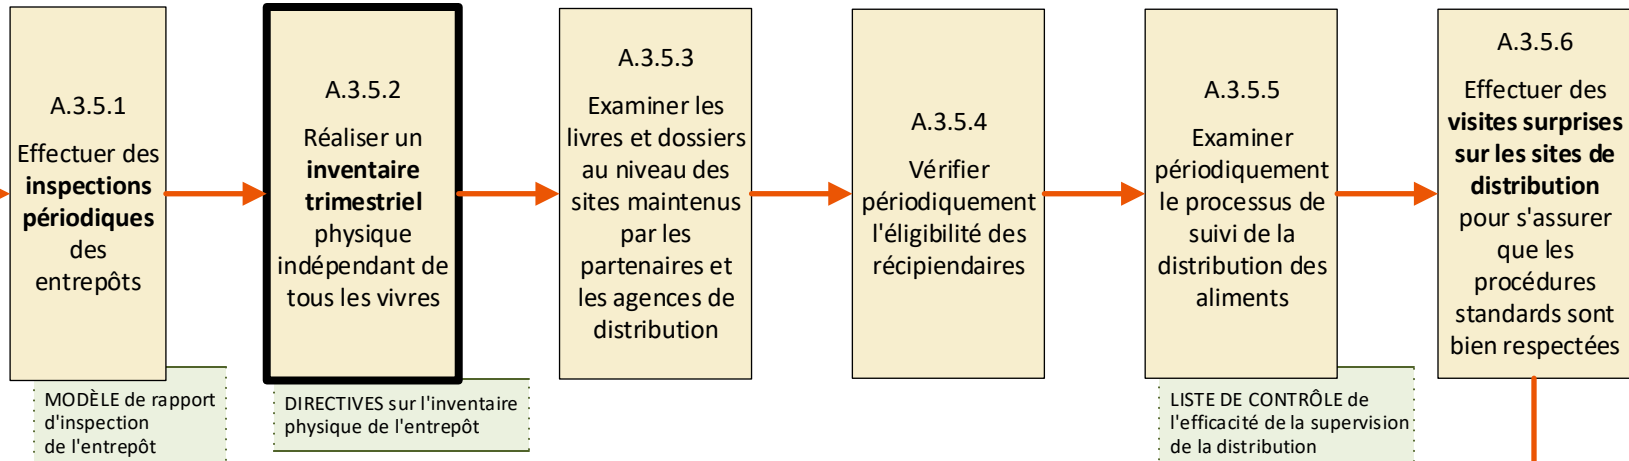 A.3.5.1
Effectuer des
inspections
périodiques
des
entrepôts
MODÈLE de rapport
d'inspection
de l'entrepôt
A.3.5.2
Réaliser un
inventaire
trimestriel
physique
indépendant de
tous les vivres
DIRECTIVES sur l'inventaire
physique de l'entrepôt
A.3.5.3
Examiner les
livres et dossiers
au niveau des
sites maintenus
par les
partenaires et
les agences de
distribution
A.3.5.4
Vérifier
périodiquement
l'éligibilité des
récipiendaires
A.3.5.5
Examiner
périodiquement
le processus de
suivi de la
distribution des
aliments
LISTE DE CONTRÔLE de
l'efficacité de la supervision
de la distribution
A.3.5.6
Effectuer des
visites surprises
sur les sites de
distribution
pour s'assurer
que les
procédures
standards sont
bien respectées